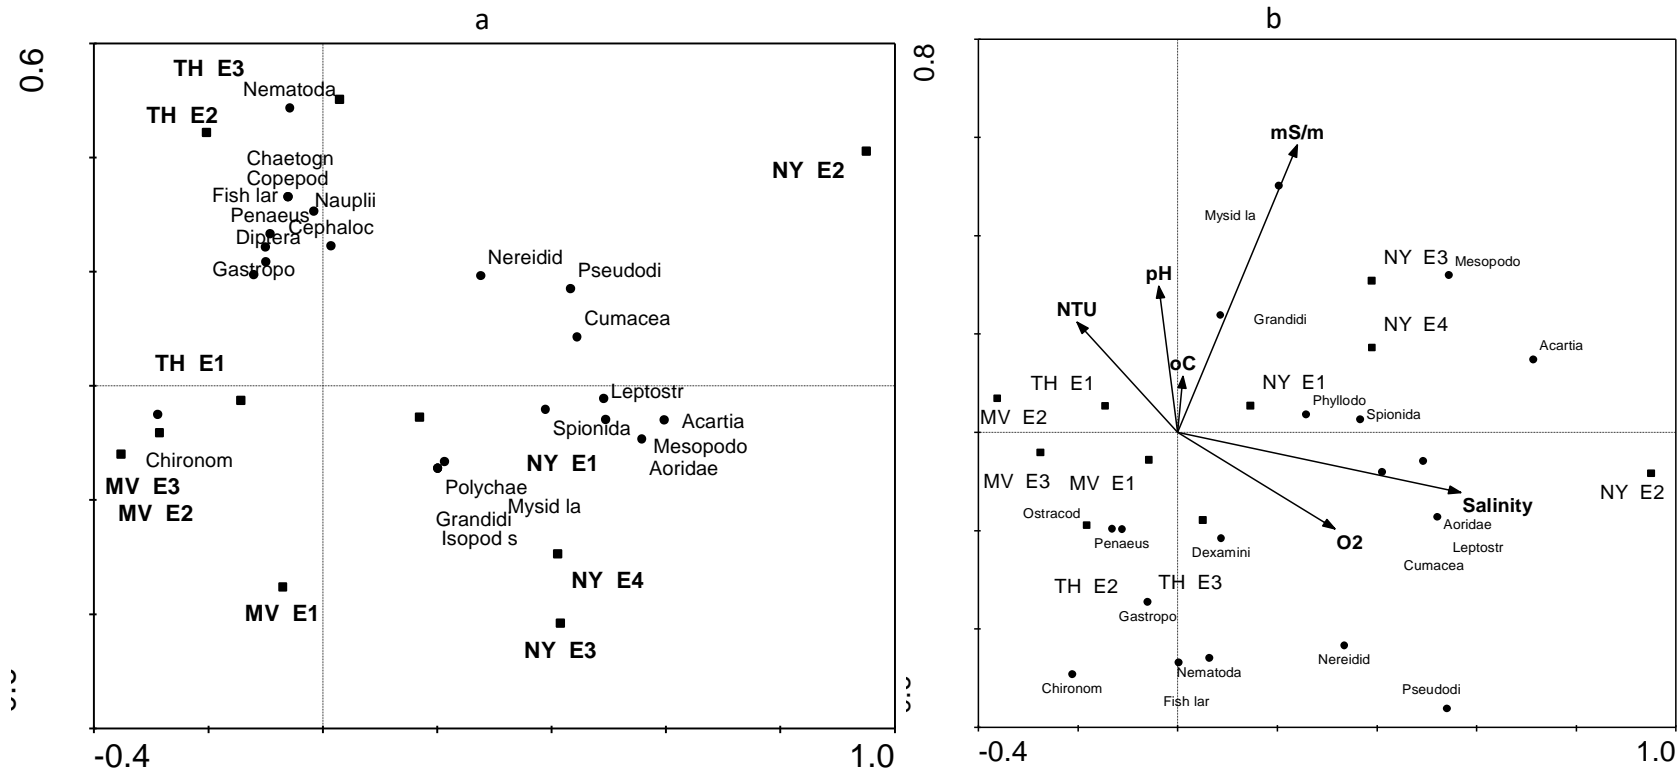 a
0.6
TH E3
Nematoda
TH E2
NY E2
Chaetogn
Copepod
Fish lar
Nauplii
Penaeus
Cephaloc
Diptera
Gastropo
Nereidid
Pseudodi
Cumacea
TH E1
Leptostr
Acartia
Spionida
Mesopodo
Chironom
NY E1
Aoridae
MV E3
Polychae
MV E2
Mysid la
Grandidi
Isopod s
NY E4
MV E1
NY E3
-0.4
1.0
b
0.8
mS/m
Mysid la
pH
NY E3
Mesopodo
NTU
Grandidi
NY E4
Acartia
oC
TH E1
NY E1
MV E2
Phyllodo
Spionida
MV E3
MV E1
NY E2
Salinity
Ostracod
Aoridae
Penaeus
O2
Dexamini
Leptostr
Cumacea
TH E2
TH E3
Gastropo
Nereidid
Nematoda
Chironom
Pseudodi
Fish lar
-0.4
1.0